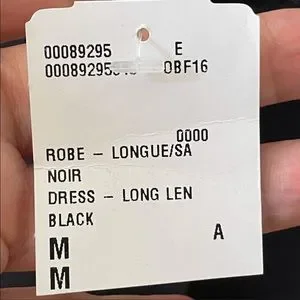 00089295 E
00089295 OBF16
0000
ROBE – LONGUE/SA
NOIR
DRESS – LONG LEN
BLACK
M A
M